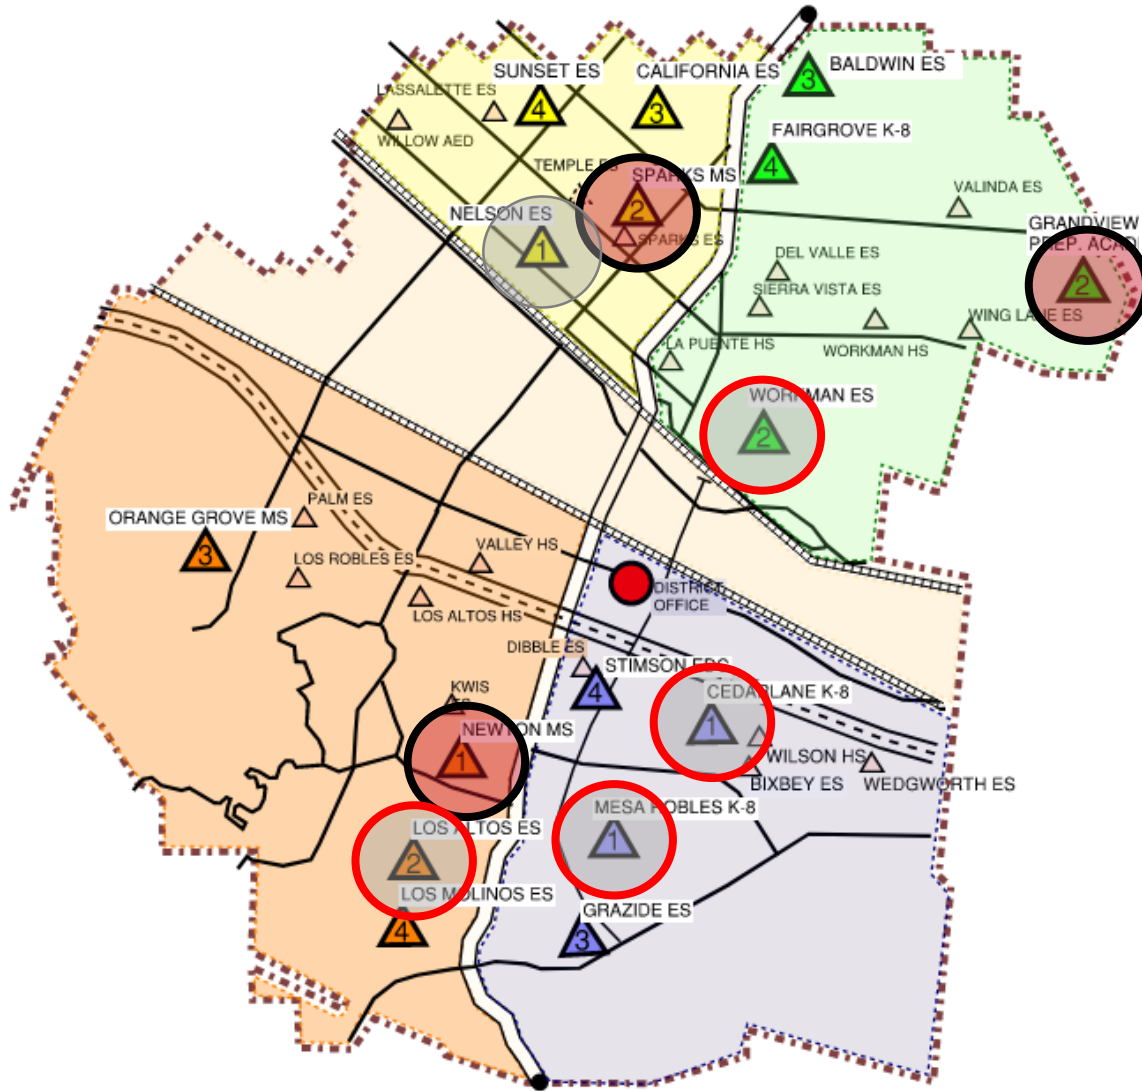 SUNSET ES
4
CALIFORNIA ES
3
BALDWIN ES
3
LASSALETTE ES
WILLOW AED
FAIRGROVE K-8
4
TEMPLE ES
SPARKS MS
2
SPARKS ES
NELSON ES
1
VALINDA ES
GRANDVIEW
PREP. ACAD
2
DEL VALLE ES
SIERRA VISTA ES
WING LANE ES
LA PUENTE HS
WORKMAN HS
WORKMAN ES
2
PALM ES
ORANGE GROVE MS
3
LOS ROBLES ES
VALLEY HS
LOS ALTOS HS
DISTRICT
OFFICE
DIBBLE ES
STIMSON EDC
4
KWIS
ES
CEDARLANE K-8
1
NEWTON MS
1
WILSON HS
BIXBEY ES
WEDGWORTH ES
MESA ROBLES K-8
1
LOS ALTOS ES
2
LOS MOLINOS ES
4
GRAZIDE ES
3